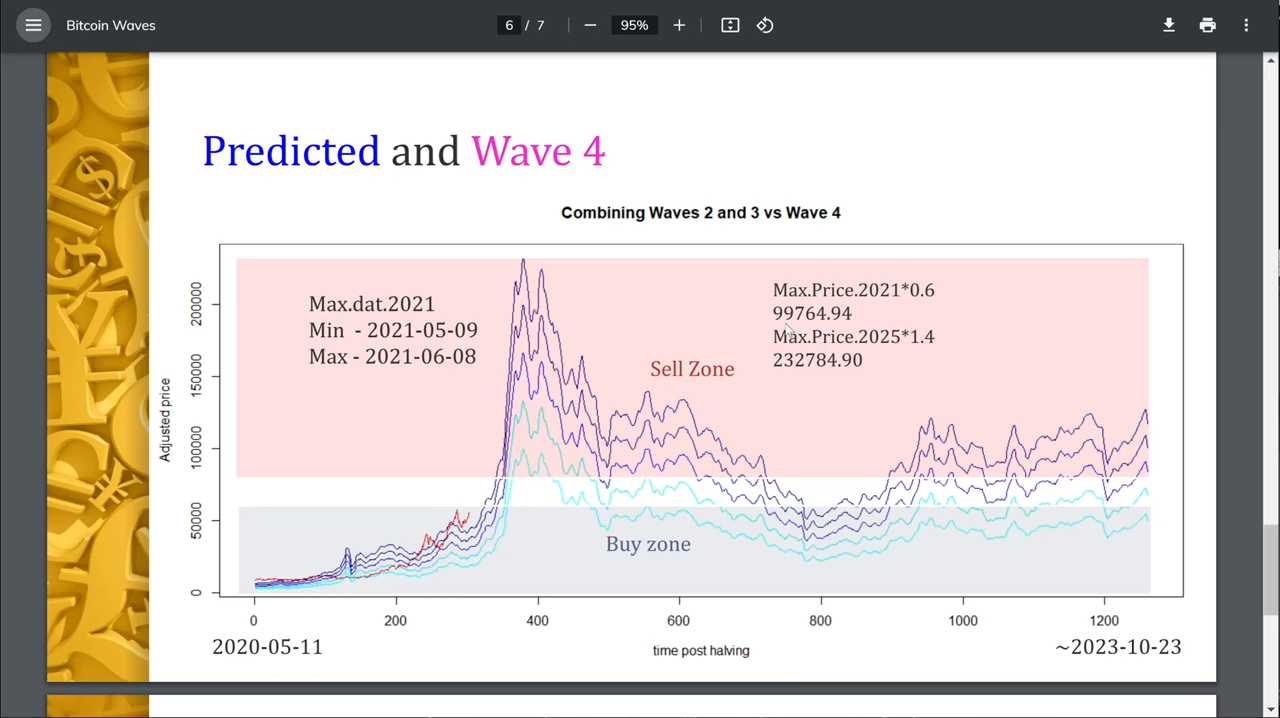 Bitcoin Waves
6 / 7
95%
Predicted and Wave 4
Combining Waves 2 and 3 vs Wave 4
Max.dat.2021
Min - 2021-05-09
Max - 2021-06-08
Max.Price.2021*0.6
99764.94
Max.Price.2025*1.4
232784.90
Sell Zone
Buy zone
Adjusted price
200000
150000
100000
50000
0
0 200 400 600 800 1000 1200
2020-05-11
time post halving
~2023-10-23